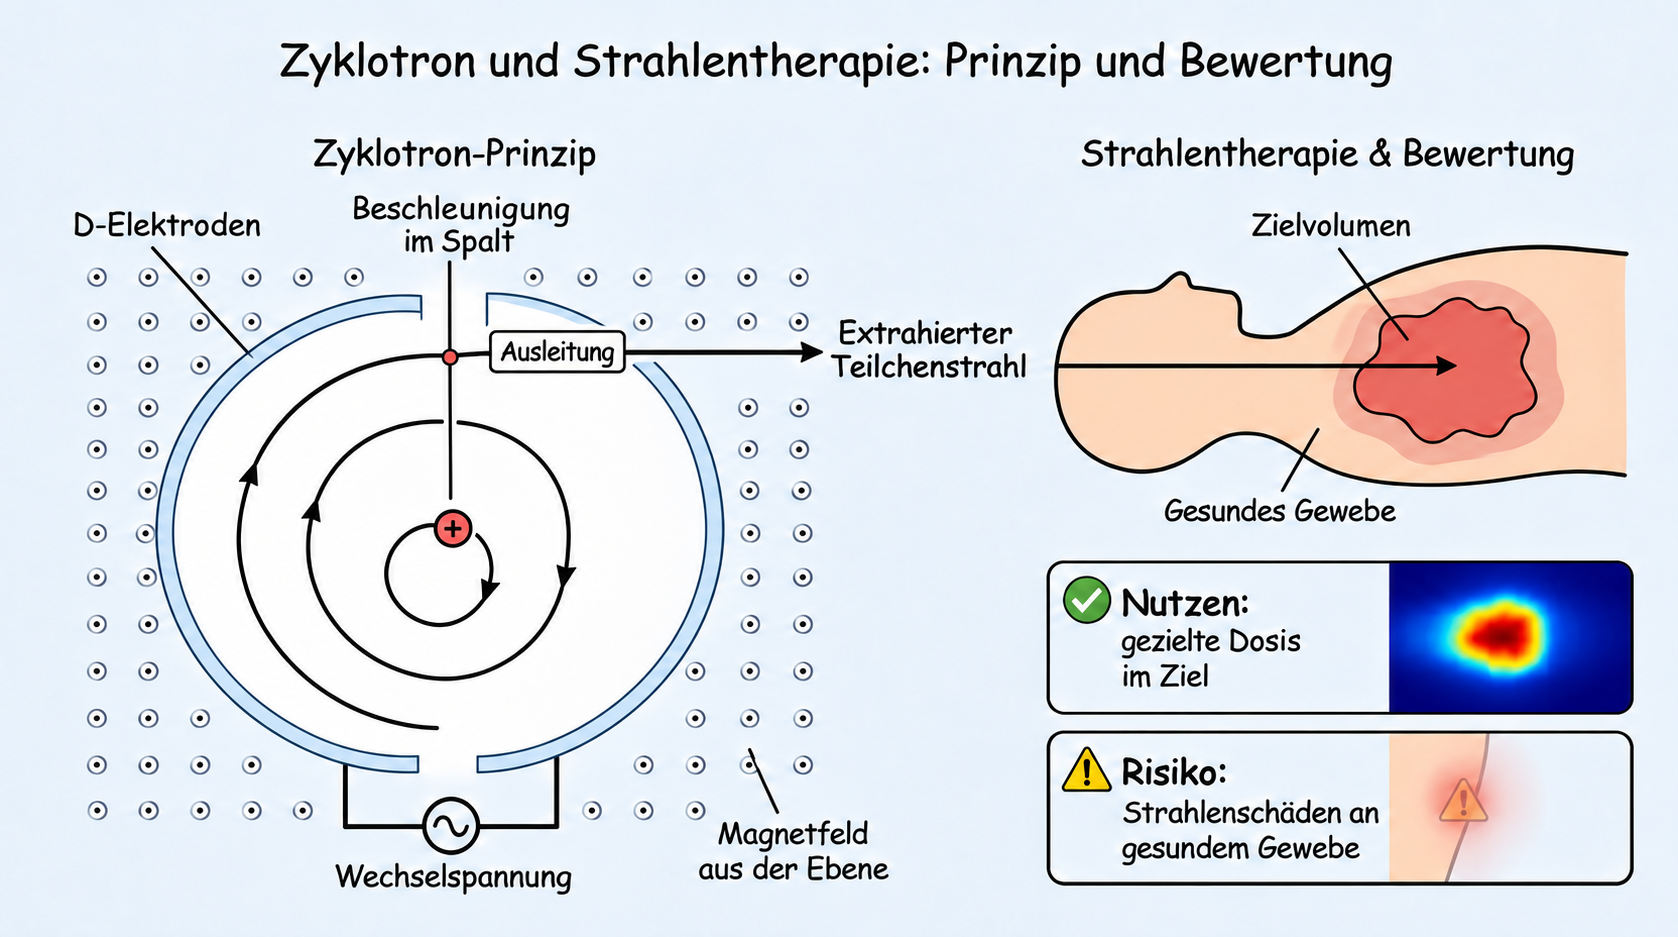 Zyklotron und Strahlentherapie: Prinzip und Bewertung
Zyklotron-Prinzip
D-Elektroden
Beschleunigung
im Spalt
Ausleitung
Extrahierter
Teilchenstrahl
+
Wechselspannung
Magnetfeld
aus der Ebene
Strahlentherapie & Bewertung
Zielvolumen
Gesundes Gewebe
Nutzen:
gezielte Dosis
im Ziel
Risiko:
Strahlenschäden an
gesundem Gewebe